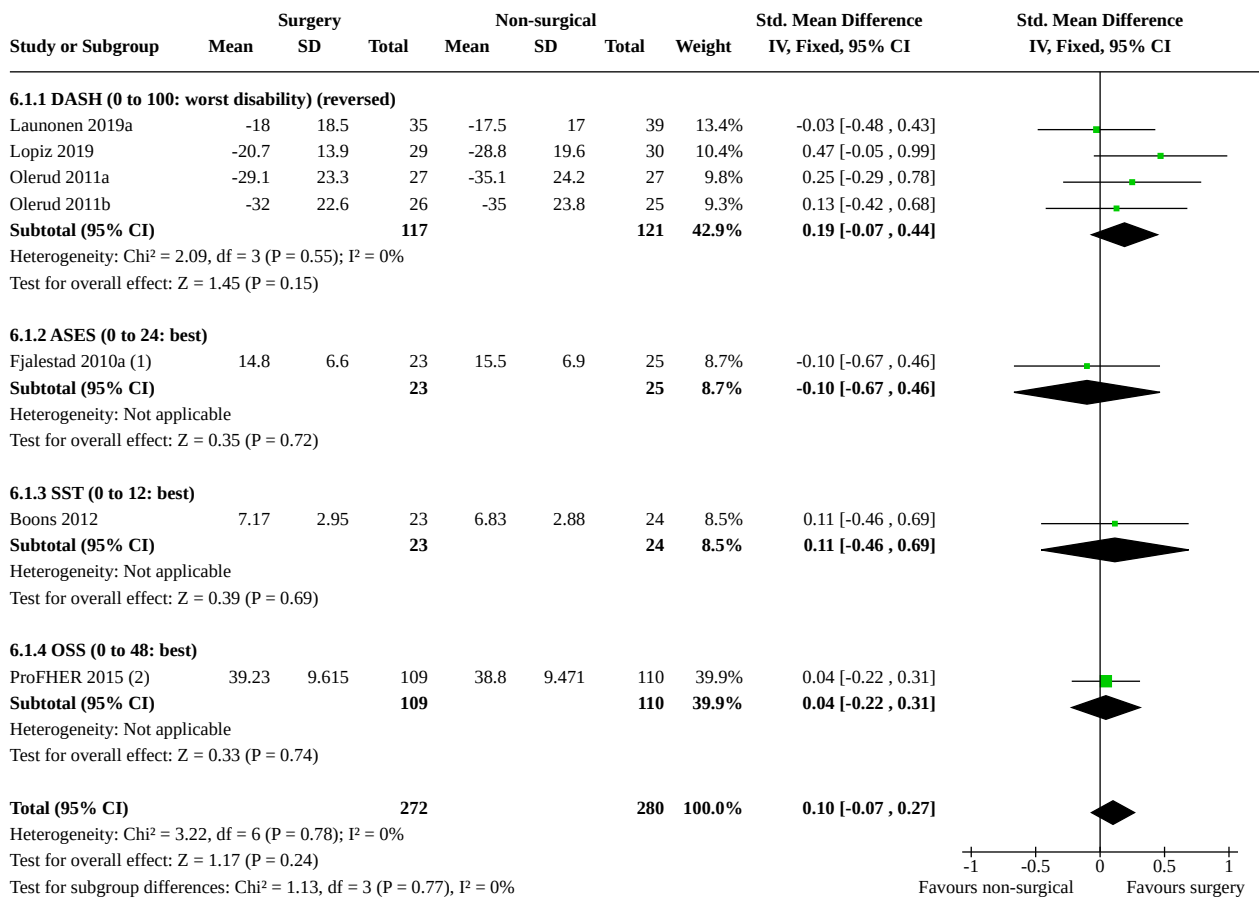 Surgery Non-surgical Std. Mean Difference Std. Mean Difference
Study or Subgroup Mean SD Total Mean SD Total Weight IV, Fixed, 95% CI IV, Fixed, 95% CI
6.1.1 DASH (0 to 100: worst disability) (reversed)
Launonen 2019a -18 18.5 35 -17.5 17 39 13.4% -0.03 [-0.48 , 0.43]
Lopiz 2019 -20.7 13.9 29 -28.8 19.6 30 10.4% 0.47 [-0.05 , 0.99]
Olerud 2011a -29.1 23.3 27 -35.1 24.2 27 9.8% 0.25 [-0.29 , 0.78]
Olerud 2011b -32 22.6 26 -35 23.8 25 9.3% 0.13 [-0.42 , 0.68]
Subtotal (95% CI) 117 121 42.9% 0.19 [-0.07 , 0.44]
Heterogeneity: Chi² = 2.09, df = 3 (P = 0.55); I² = 0%
Test for overall effect: Z = 1.45 (P = 0.15)
6.1.2 ASES (0 to 24: best)
Fjalestad 2010a (1) 14.8 6.6 23 15.5 6.9 25 8.7% -0.10 [-0.67 , 0.46]
Subtotal (95% CI) 23 25 8.7% -0.10 [-0.67 , 0.46]
Heterogeneity: Not applicable
Test for overall effect: Z = 0.35 (P = 0.72)
6.1.3 SST (0 to 12: best)
Boons 2012 7.17 2.95 23 6.83 2.88 24 8.5% 0.11 [-0.46 , 0.69]
Subtotal (95% CI) 23 24 8.5% 0.11 [-0.46 , 0.69]
Heterogeneity: Not applicable
Test for overall effect: Z = 0.39 (P = 0.69)
6.1.4 OSS (0 to 48: best)
ProFHER 2015 (2) 39.23 9.615 109 38.8 9.471 110 39.9% 0.04 [-0.22 , 0.31]
Subtotal (95% CI) 109 110 39.9% 0.04 [-0.22 , 0.31]
Heterogeneity: Not applicable
Test for overall effect: Z = 0.33 (P = 0.74)
Total (95% CI) 272 280 100.0% 0.10 [-0.07 , 0.27]
Heterogeneity: Chi² = 3.22, df = 6 (P = 0.78); I² = 0%
Test for overall effect: Z = 1.17 (P = 0.24)
-1 -0.5 0 0.5 1
Test for subgroup differences: Chi² = 1.13, df = 3 (P = 0.77), I² = 0% Favours non-surgical Favours surgery